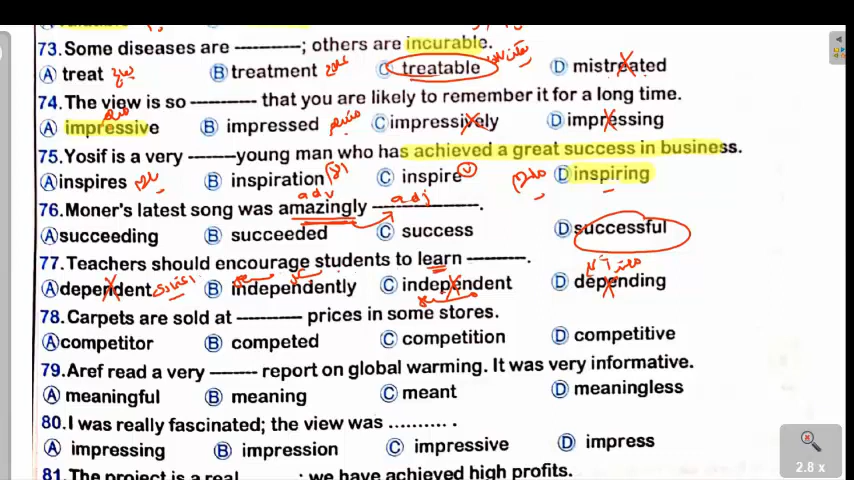 73.Some diseases are ----------; others are incurable.
A treat B treatment C treatable D mistreated
74.The view is so ---------- that you are likely to remember it for a long time.
A impressive B impressed C impressively D impressing
75.Yosif is a very -------young man who has achieved a great success in business.
A inspires B inspiration C inspire (v) D inspiring
adv adj
76.Moner's latest song was amazingly ----------------.
A succeeding B succeeded C success D successful
77.Teachers should encourage students to learn ---------.
A dependent B independently C independent D depending
78.Carpets are sold at ---------- prices in some stores.
A competitor B competed C competition D competitive
79.Aref read a very ------- report on global warming. It was very informative.
A meaningful B meaning C meant D meaningless
80.I was really fascinated; the view was .......... .
A impressing B impression C impressive D impress
81.The project is a real ; we have achieved high profits.
2.8 x